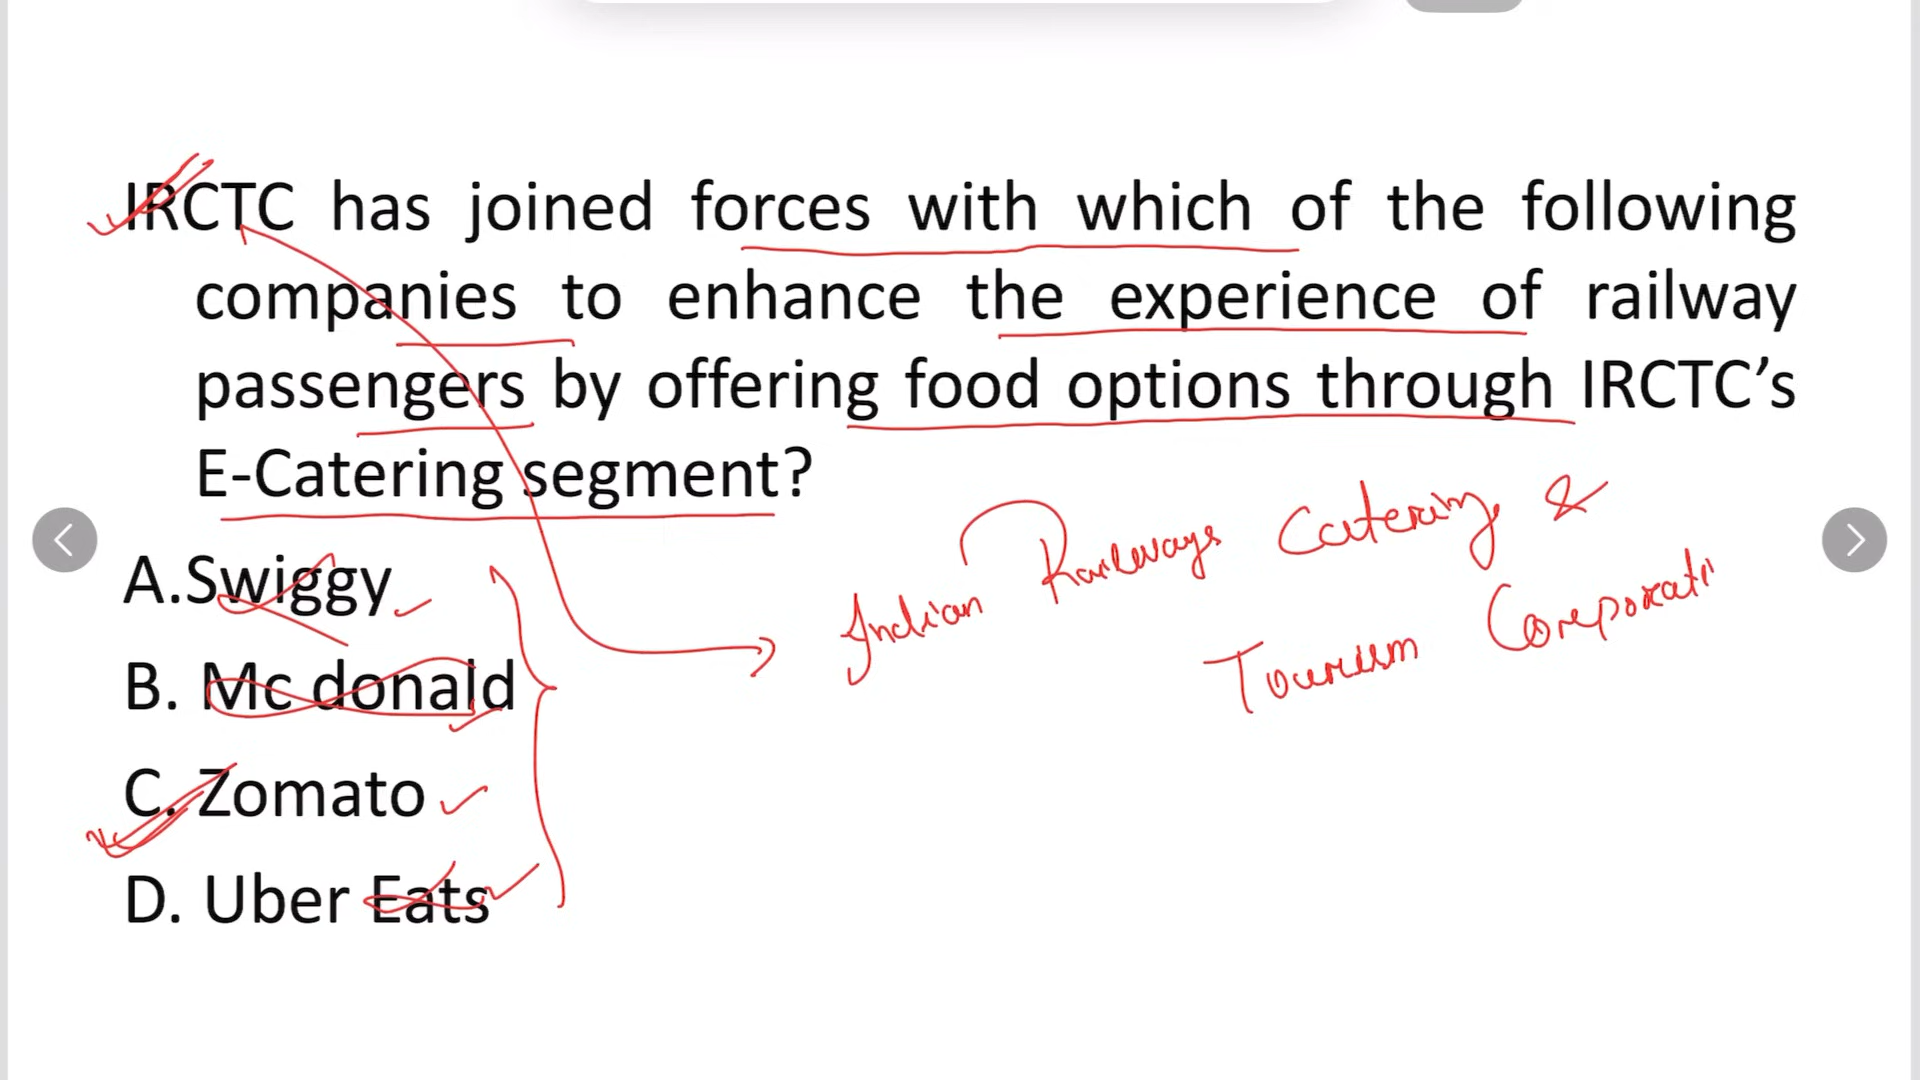 IRCTC has joined forces with which of the following
companies to enhance the experience of railway
passengers by offering food options through IRCTC’s
E-Catering segment?
A.Swiggy
B. Mc donald
C. Zomato
D. Uber Eats
Indian Railways Catering &
Tourism Corporati